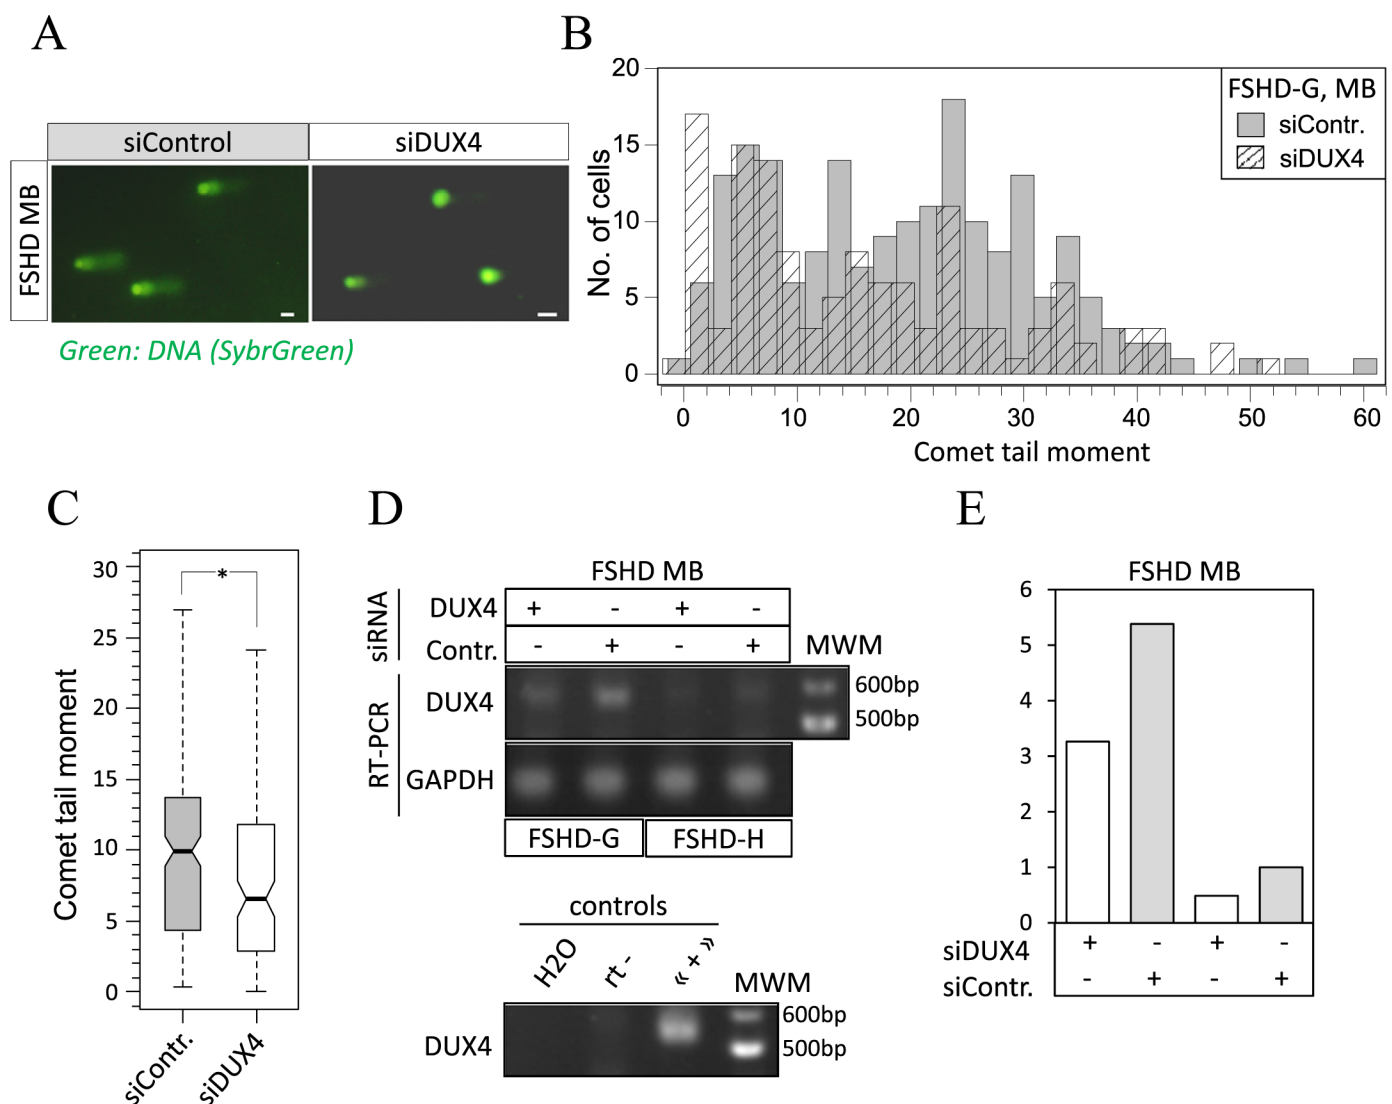 A
siControl
siDUX4
FSHD MB
Green: DNA (SybrGreen)
B
20
15
10
5
0
No. of cells
FSHD-G, MB
siContr.
siDUX4
0
10
20
30
40
50
60
Comet tail moment
C
30
25
20
15
10
5
0
Comet tail moment
*
siContr.
siDUX4
D
FSHD MB
siRNA
DUX4 + - + -
Contr. - + - +
MWM
RT-PCR
DUX4
600bp
500bp
GAPDH
FSHD-G
FSHD-H
controls
H2O
rt -
« + »
MWM
DUX4
600bp
500bp
E
FSHD MB
6
5
4
3
2
1
0
siDUX4 + - + -
siContr. - + - +